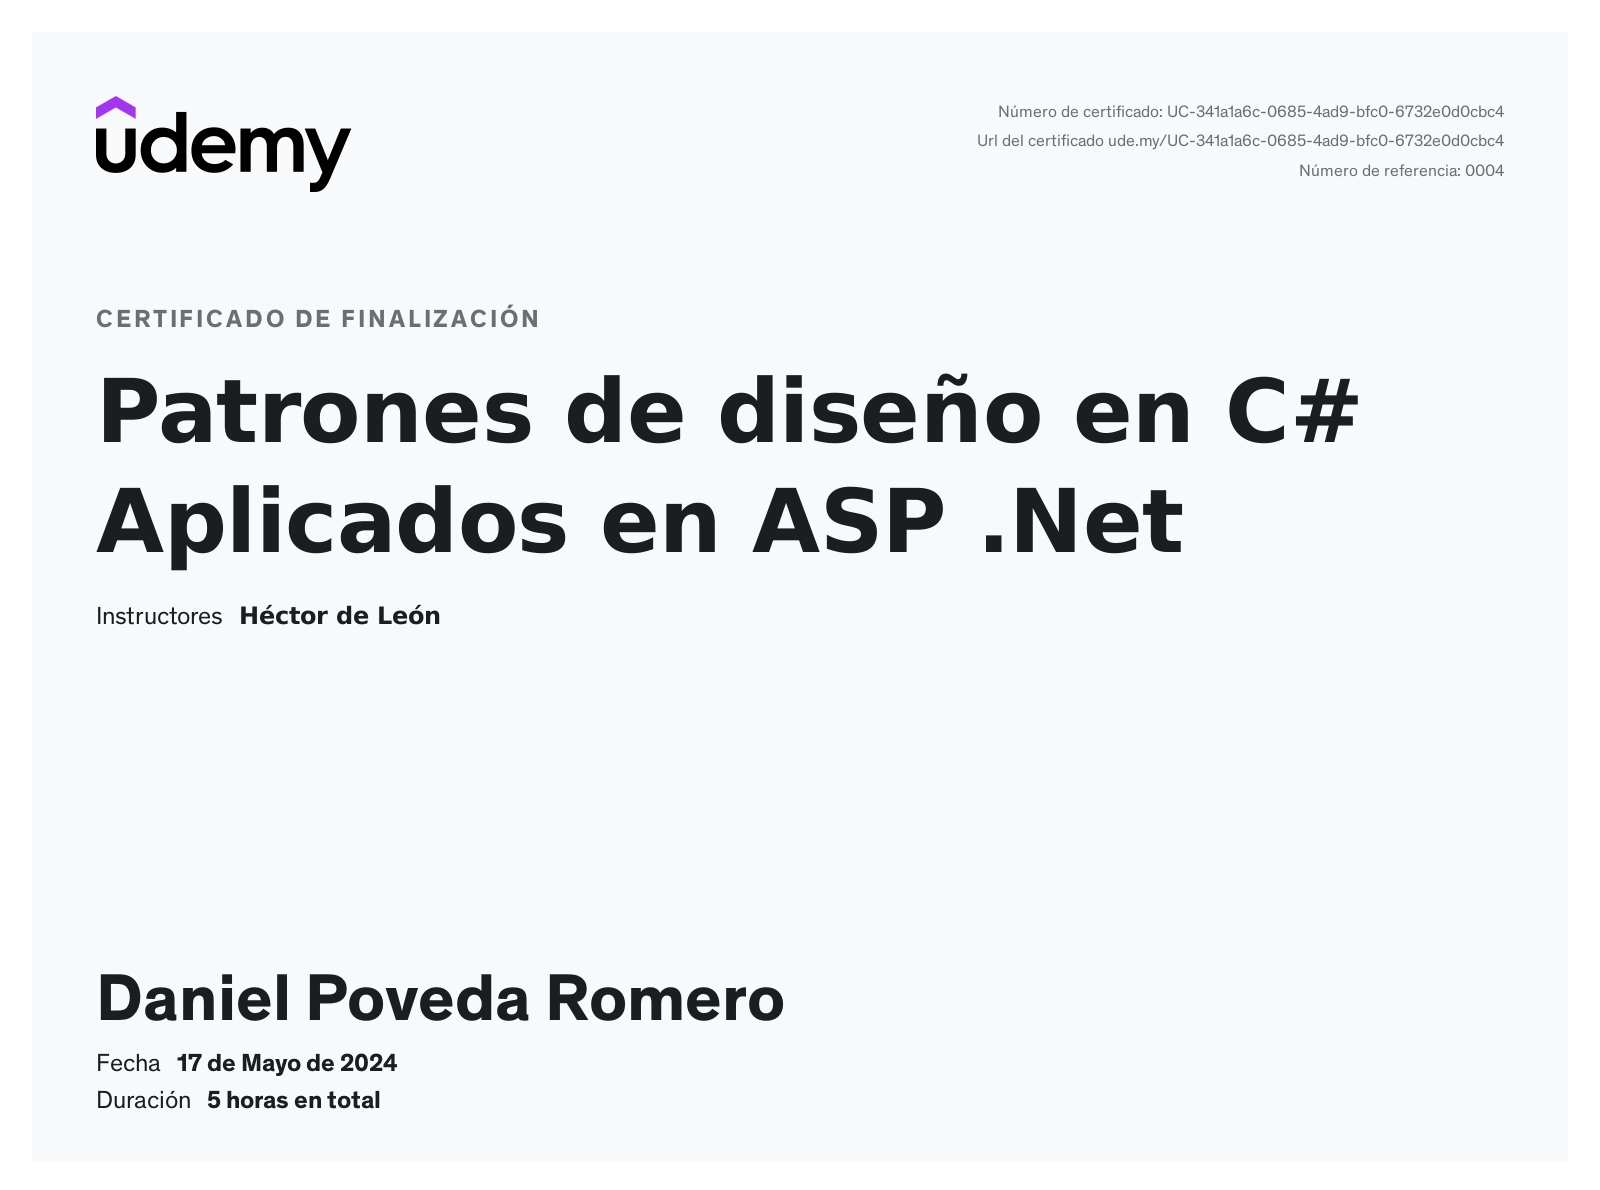 udemy
Número de certificado: UC-341a1a6c-0685-4ad9-bfc0-6732e0d0cbc4
Url del certificado ude.my/UC-341a1a6c-0685-4ad9-bfc0-6732e0d0cbc4
Número de referencia: 0004
CERTIFICADO DE FINALIZACIÓN
Patrones de diseño en C#
Aplicados en ASP .Net
Instructores Héctor de León
Daniel Poveda Romero
Fecha 17 de Mayo de 2024
Duración 5 horas en total